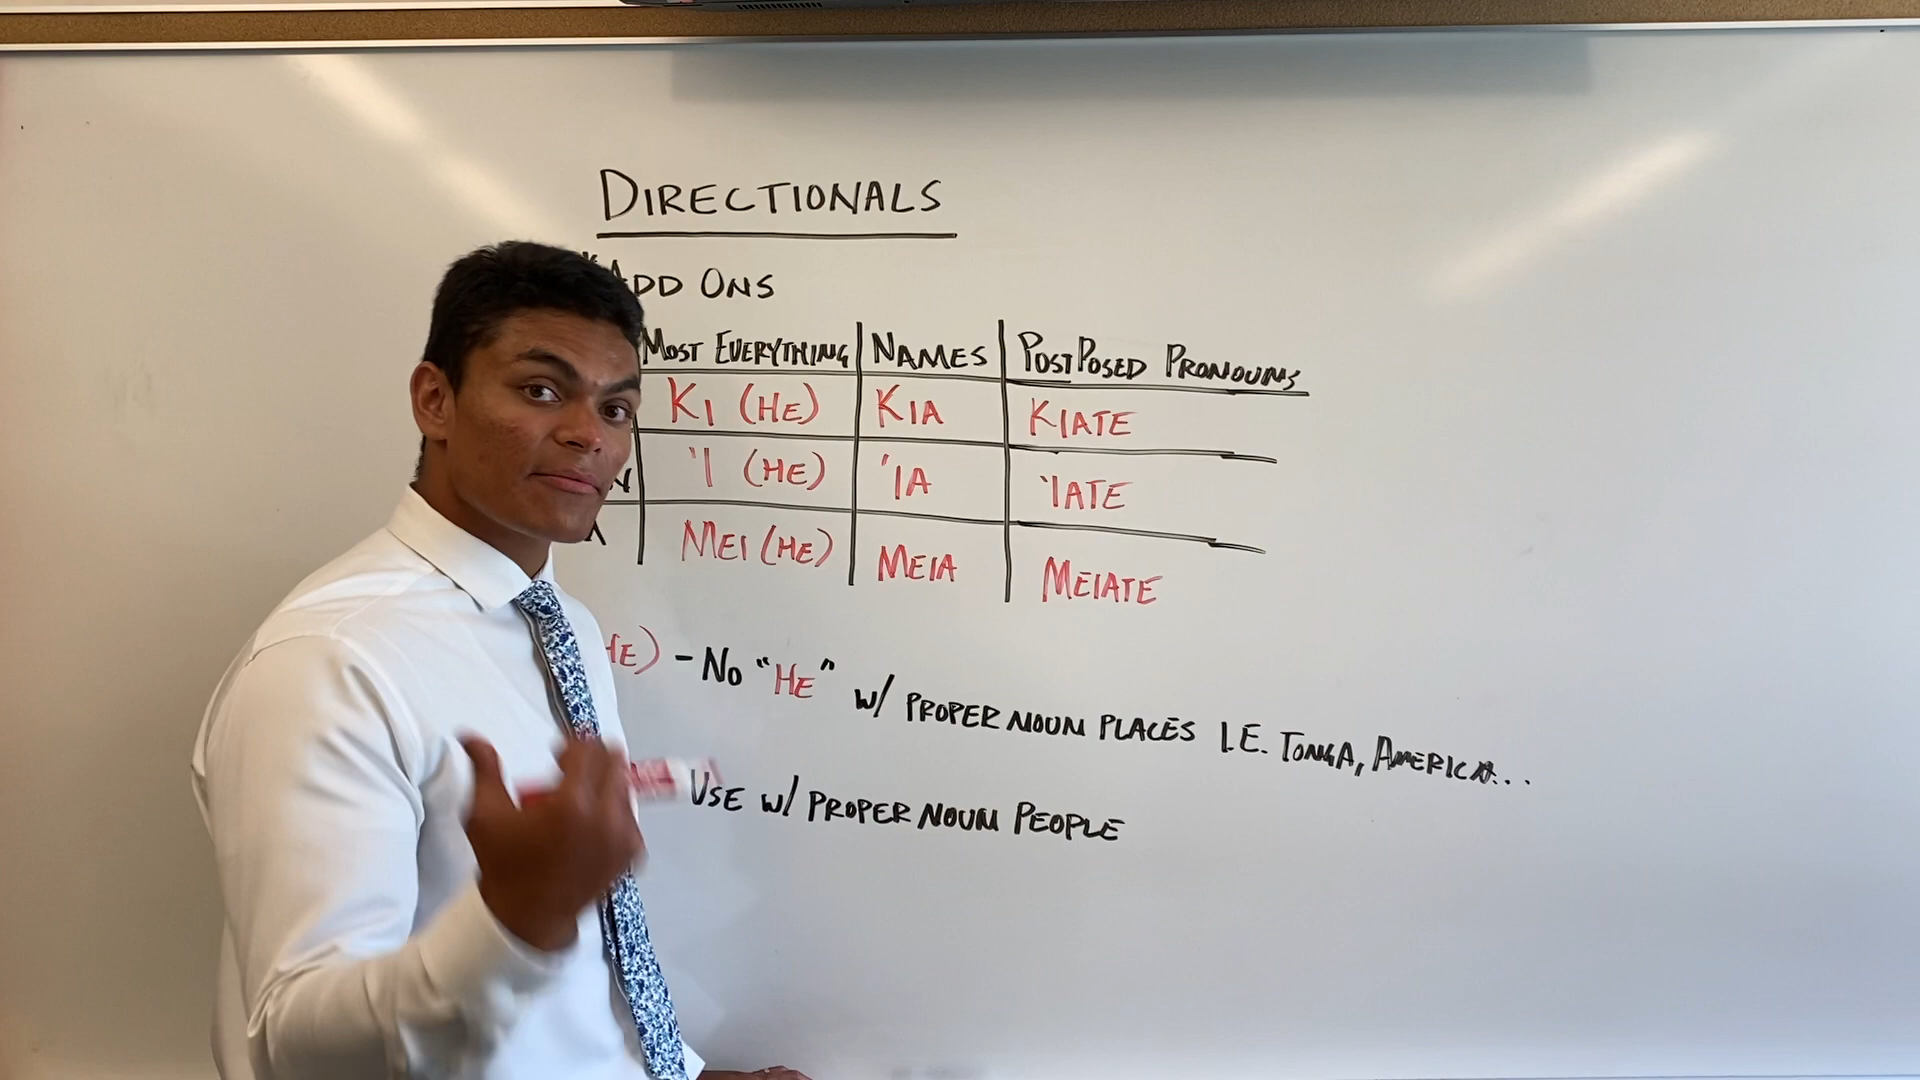 DIRECTIONALS
ADD ONS
MOST EVERYTHING NAMES POSTPOSED PRONOUNS
KI (HE) KIA KIATE
'I (HE) 'IA 'IATE
MEI (HE) MEIA MEIATE
- NO "HE" W/ PROPER NOUN PLACES I.E. TONGA, AMERICA...
USE W/ PROPER NOUN PEOPLE